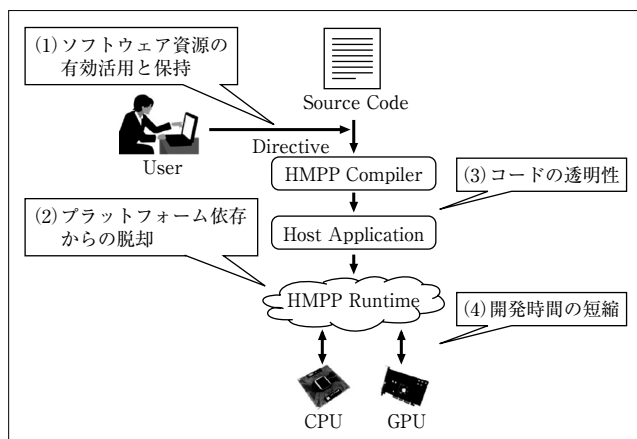 (1)ソフトウェア資源の
有効活用と保持
Source Code
User
Directive
HMPP Compiler
(3)コードの透明性
(2)プラットフォーム依存
からの脱却
Host Application
HMPP Runtime
(4)開発時間の短縮
CPU
GPU